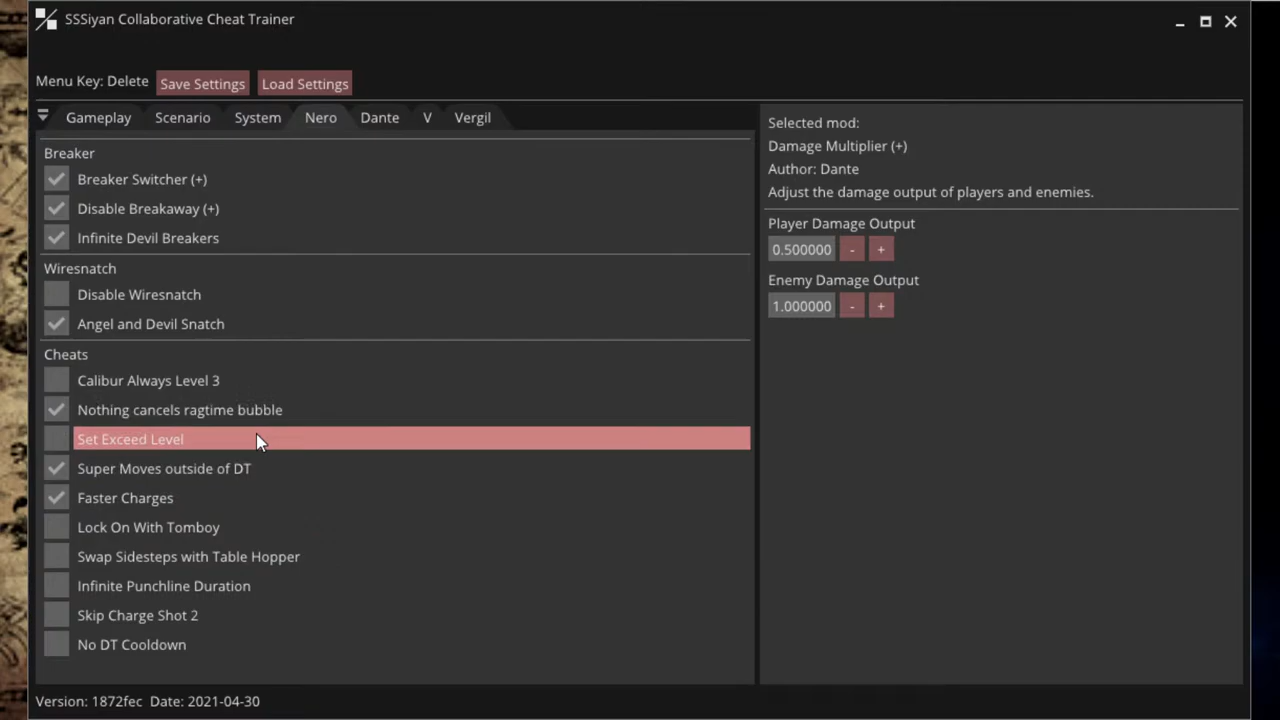 SSSiyan Collaborative Cheat Trainer
Menu Key: Delete Save Settings Load Settings
Gameplay Scenario System Nero Dante V Vergil
Breaker
Breaker Switcher (+)
Disable Breakaway (+)
Infinite Devil Breakers
Wiresnatch
Disable Wiresnatch
Angel and Devil Snatch
Cheats
Calibur Always Level 3
Nothing cancels ragtime bubble
Set Exceed Level
Super Moves outside of DT
Faster Charges
Lock On With Tomboy
Swap Sidesteps with Table Hopper
Infinite Punchline Duration
Skip Charge Shot 2
No DT Cooldown
Selected mod:
Damage Multiplier (+)
Author: Dante
Adjust the damage output of players and enemies.
Player Damage Output
0.500000 - +
Enemy Damage Output
1.000000 - +
Version: 1872fec Date: 2021-04-30